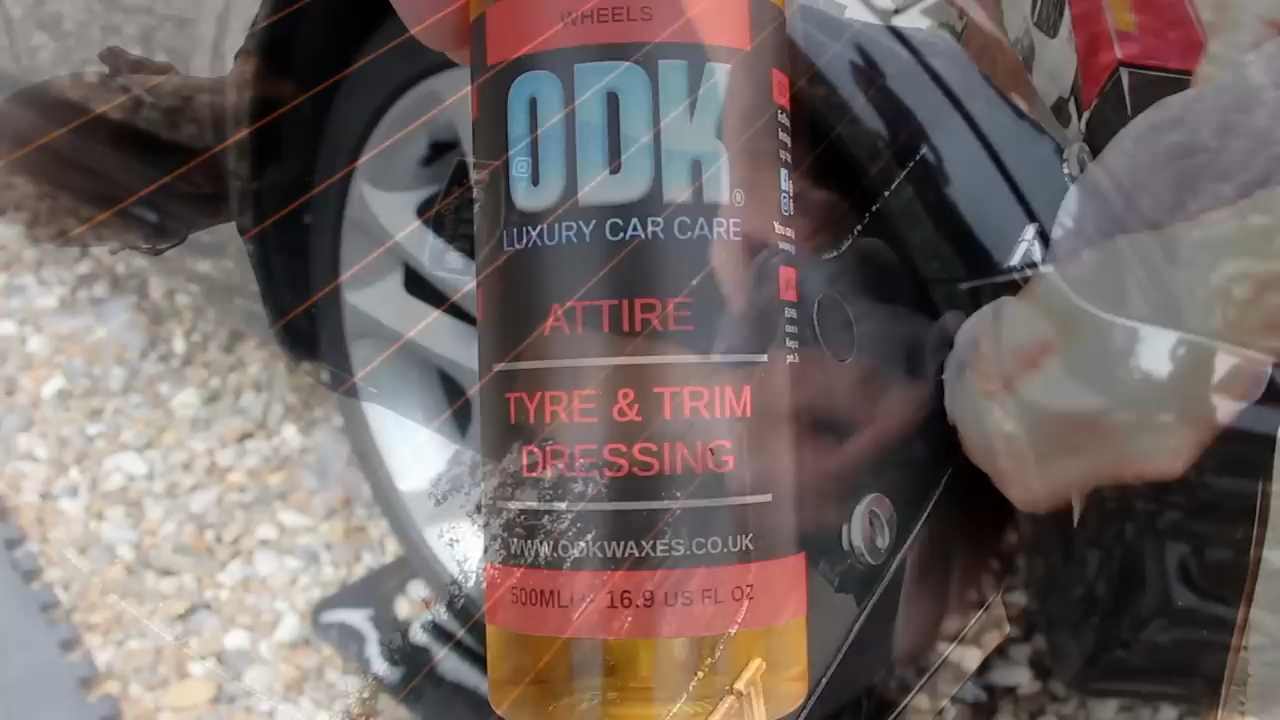 WHEELS
ODK®
LUXURY CAR CARE
ATTIRE
TYRE & TRIM
DRESSING
WWW.ODKWAXES.CO.UK
500ML 16.9 US FL OZ